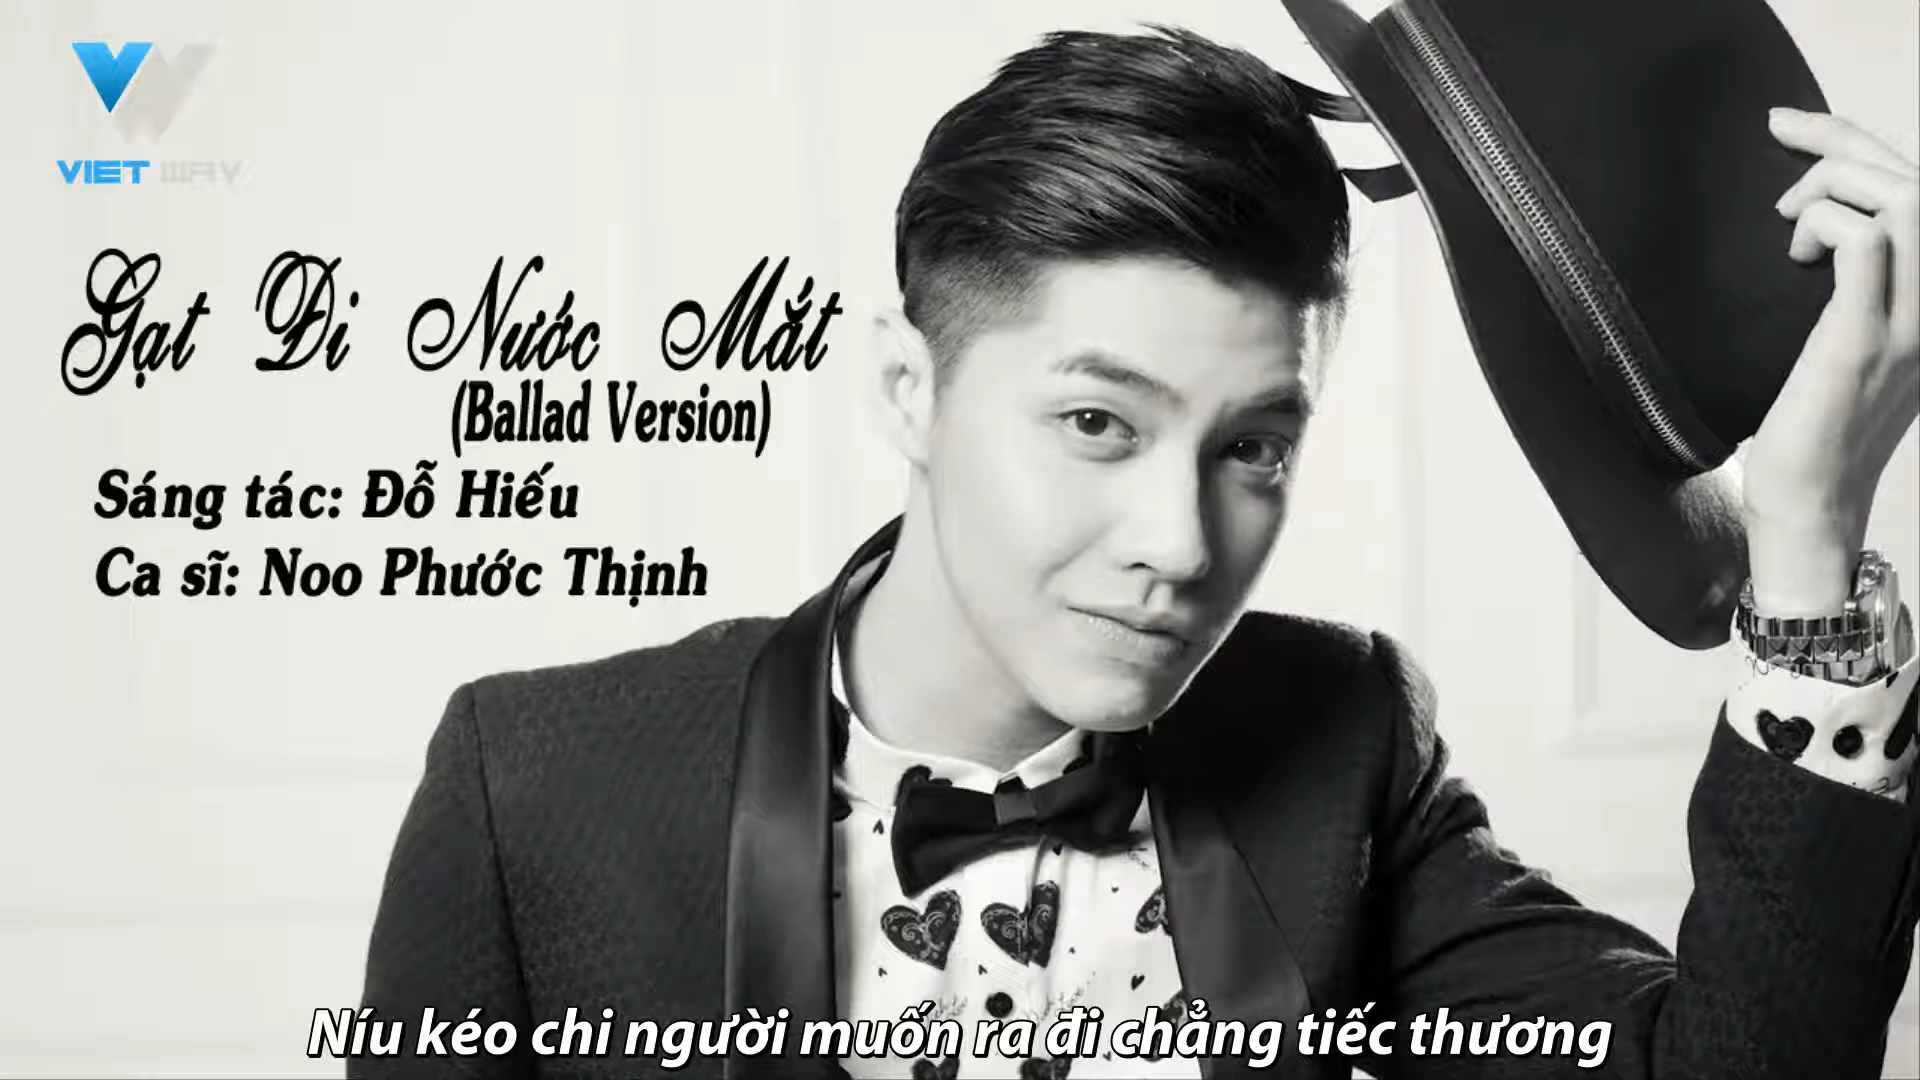 VIET WAY
Gạt Đi Nước Mắt
(Ballad Version)
Sáng tác: Đỗ Hiếu
Ca sĩ: Noo Phước Thịnh
Níu kéo chi người muốn ra đi chẳng tiếc thương